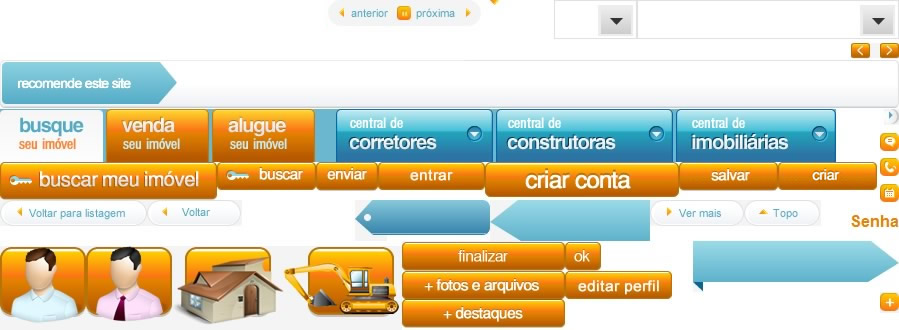 anterior próxima
recomende este site
busque
seu imóvel
venda
seu imóvel
alugue
seu imóvel
central de
corretores
central de
construtoras
central de
imobiliárias
buscar meu imóvel
buscar
enviar
entrar
criar conta
salvar
criar
Voltar para listagem
Voltar
Ver mais
Topo
Senha
finalizar
ok
+ fotos e arquivos
editar perfil
+ destaques